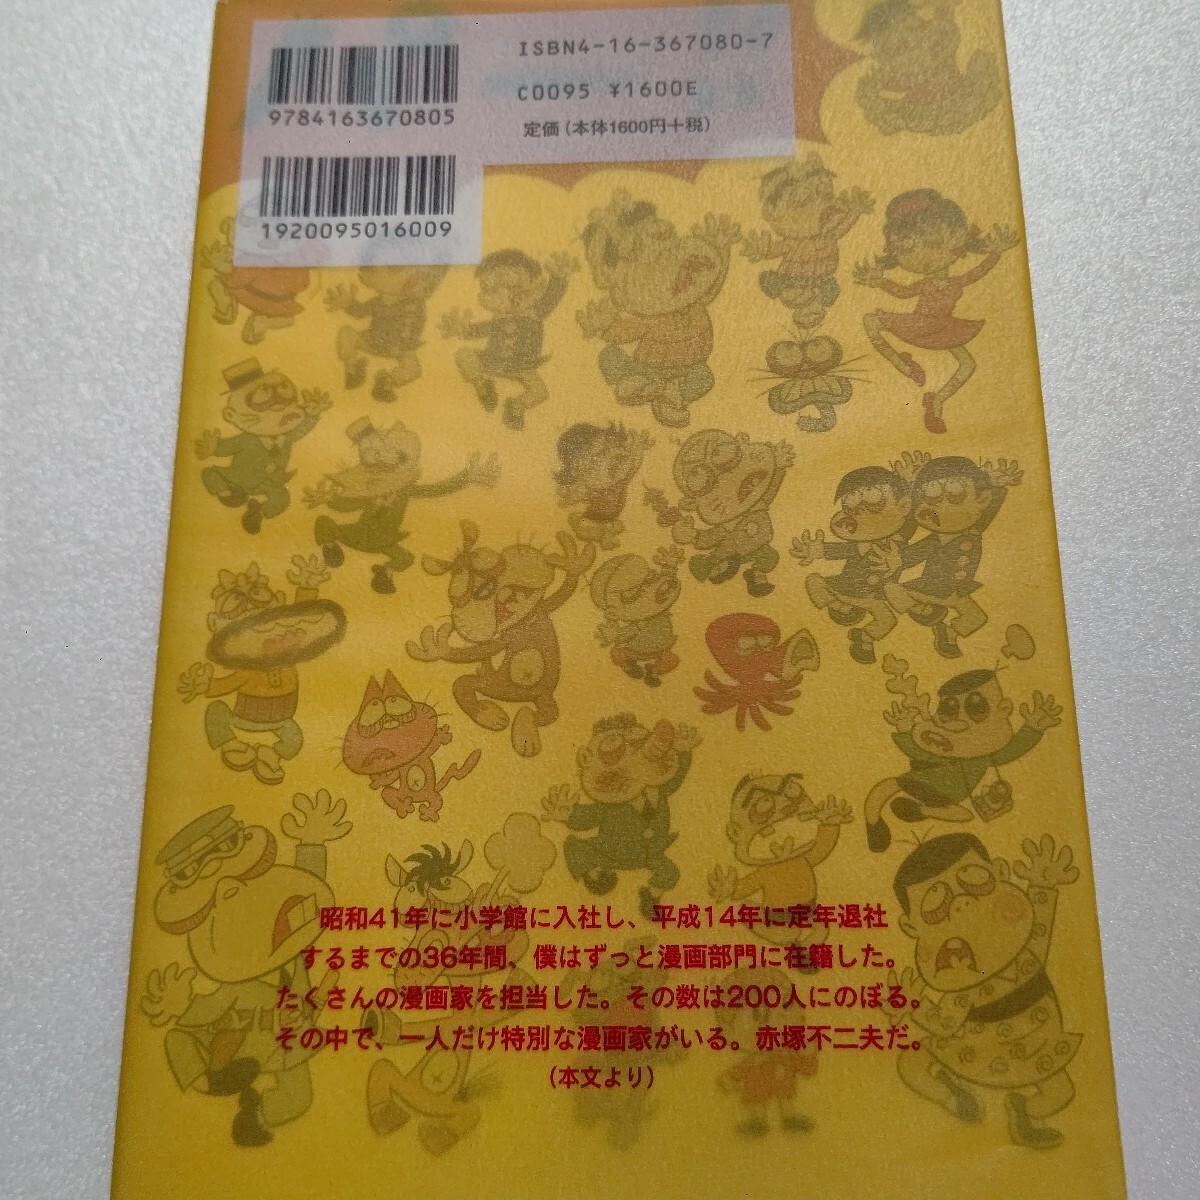 ISBN4-16-367080-7
C0095 ¥1600E
定価(本体1600円+税)
9784163670805
1920095016009
昭和41年に小学館に入社し、平成14年に定年退社
するまでの36年間、僕はずっと漫画部門に在籍した。
たくさんの漫画家を担当した。その数は200人にのぼる。
その中で、一人だけ特別な漫画家がいる。赤塚不二夫だ。
(本文より)